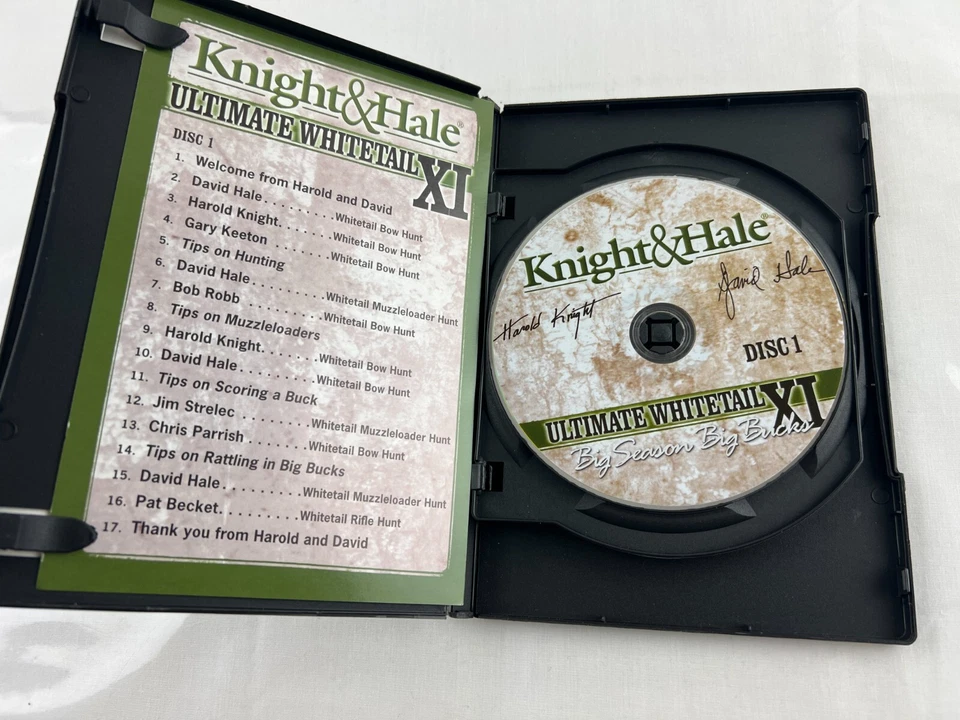 Knight&Hale®
ULTIMATE WHITETAIL XI
DISC 1
1. Welcome from Harold and David
2. David Hale.........Whitetail Bow Hunt
3. Harold Knight......Whitetail Bow Hunt
4. Gary Keeton.......Whitetail Bow Hunt
5. Tips on Hunting
6. David Hale.........Whitetail Muzzleloader Hunt
7. Bob Robb..........Whitetail Bow Hunt
8. Tips on Muzzleloaders
9. Harold Knight.......Whitetail Bow Hunt
10. David Hale.........Whitetail Bow Hunt
11. Tips on Scoring a Buck
12. Jim Strelec.........Whitetail Muzzleloader Hunt
13. Chris Parrish.......Whitetail Bow Hunt
14. Tips on Rattling in Big Bucks
15. David Hale.........Whitetail Muzzleloader Hunt
16. Pat Becket.........Whitetail Rifle Hunt
17. Thank you from Harold and David
Knight&Hale®
Harold Knight
David Hale
DISC 1
ULTIMATE WHITETAIL XI
Big Season Big Bucks